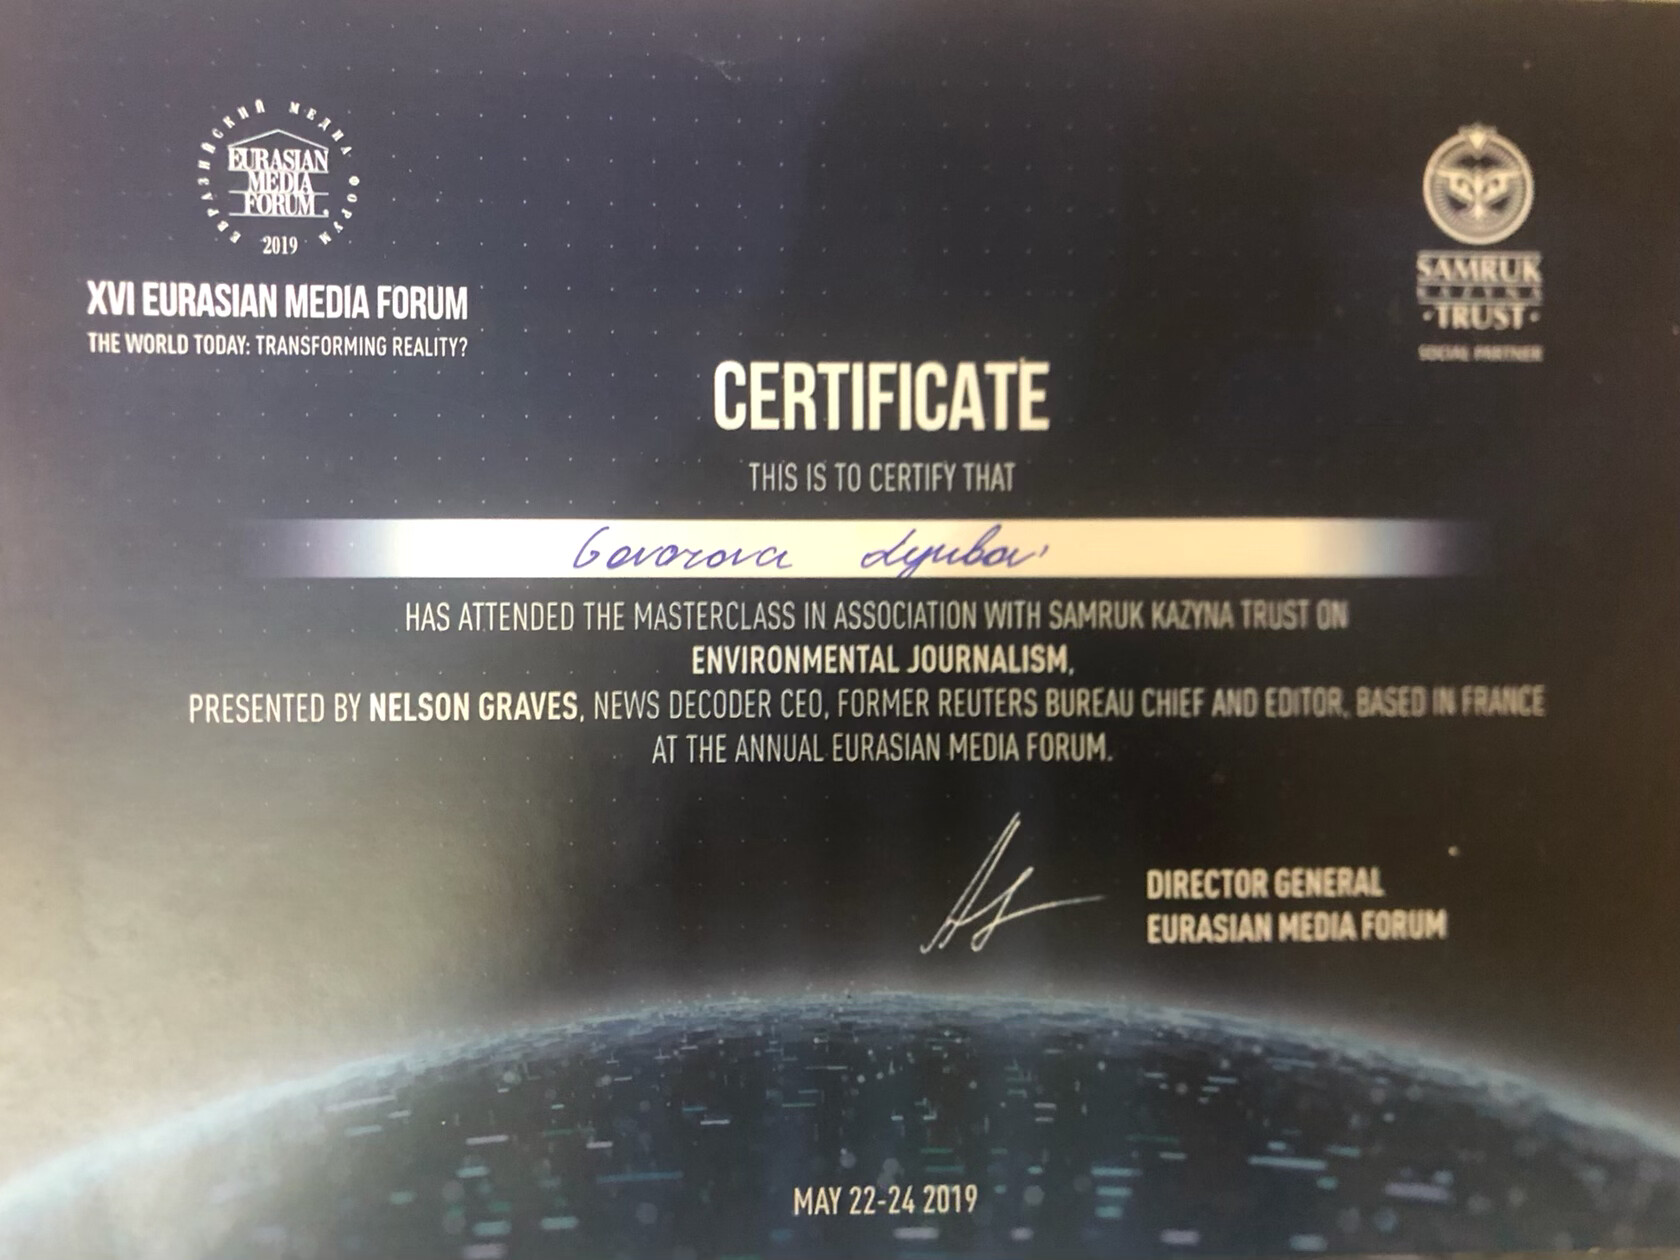 ЕВРАЗИЙСКИЙ МЕДИА ФОРУМ
EURASIAN
MEDIA
FORUM
2019
XVI EURASIAN MEDIA FORUM
THE WORLD TODAY: TRANSFORMING REALITY?
SAMRUK
KAZYNA
·TRUST·
SOCIAL PARTNER
CERTIFICATE
THIS IS TO CERTIFY THAT
Govorova Lyubov'
HAS ATTENDED THE MASTERCLASS IN ASSOCIATION WITH SAMRUK KAZYNA TRUST ON
ENVIRONMENTAL JOURNALISM,
PRESENTED BY NELSON GRAVES, NEWS DECODER CEO, FORMER REUTERS BUREAU CHIEF AND EDITOR, BASED IN FRANCE
AT THE ANNUAL EURASIAN MEDIA FORUM.
DIRECTOR GENERAL
EURASIAN MEDIA FORUM
MAY 22-24 2019